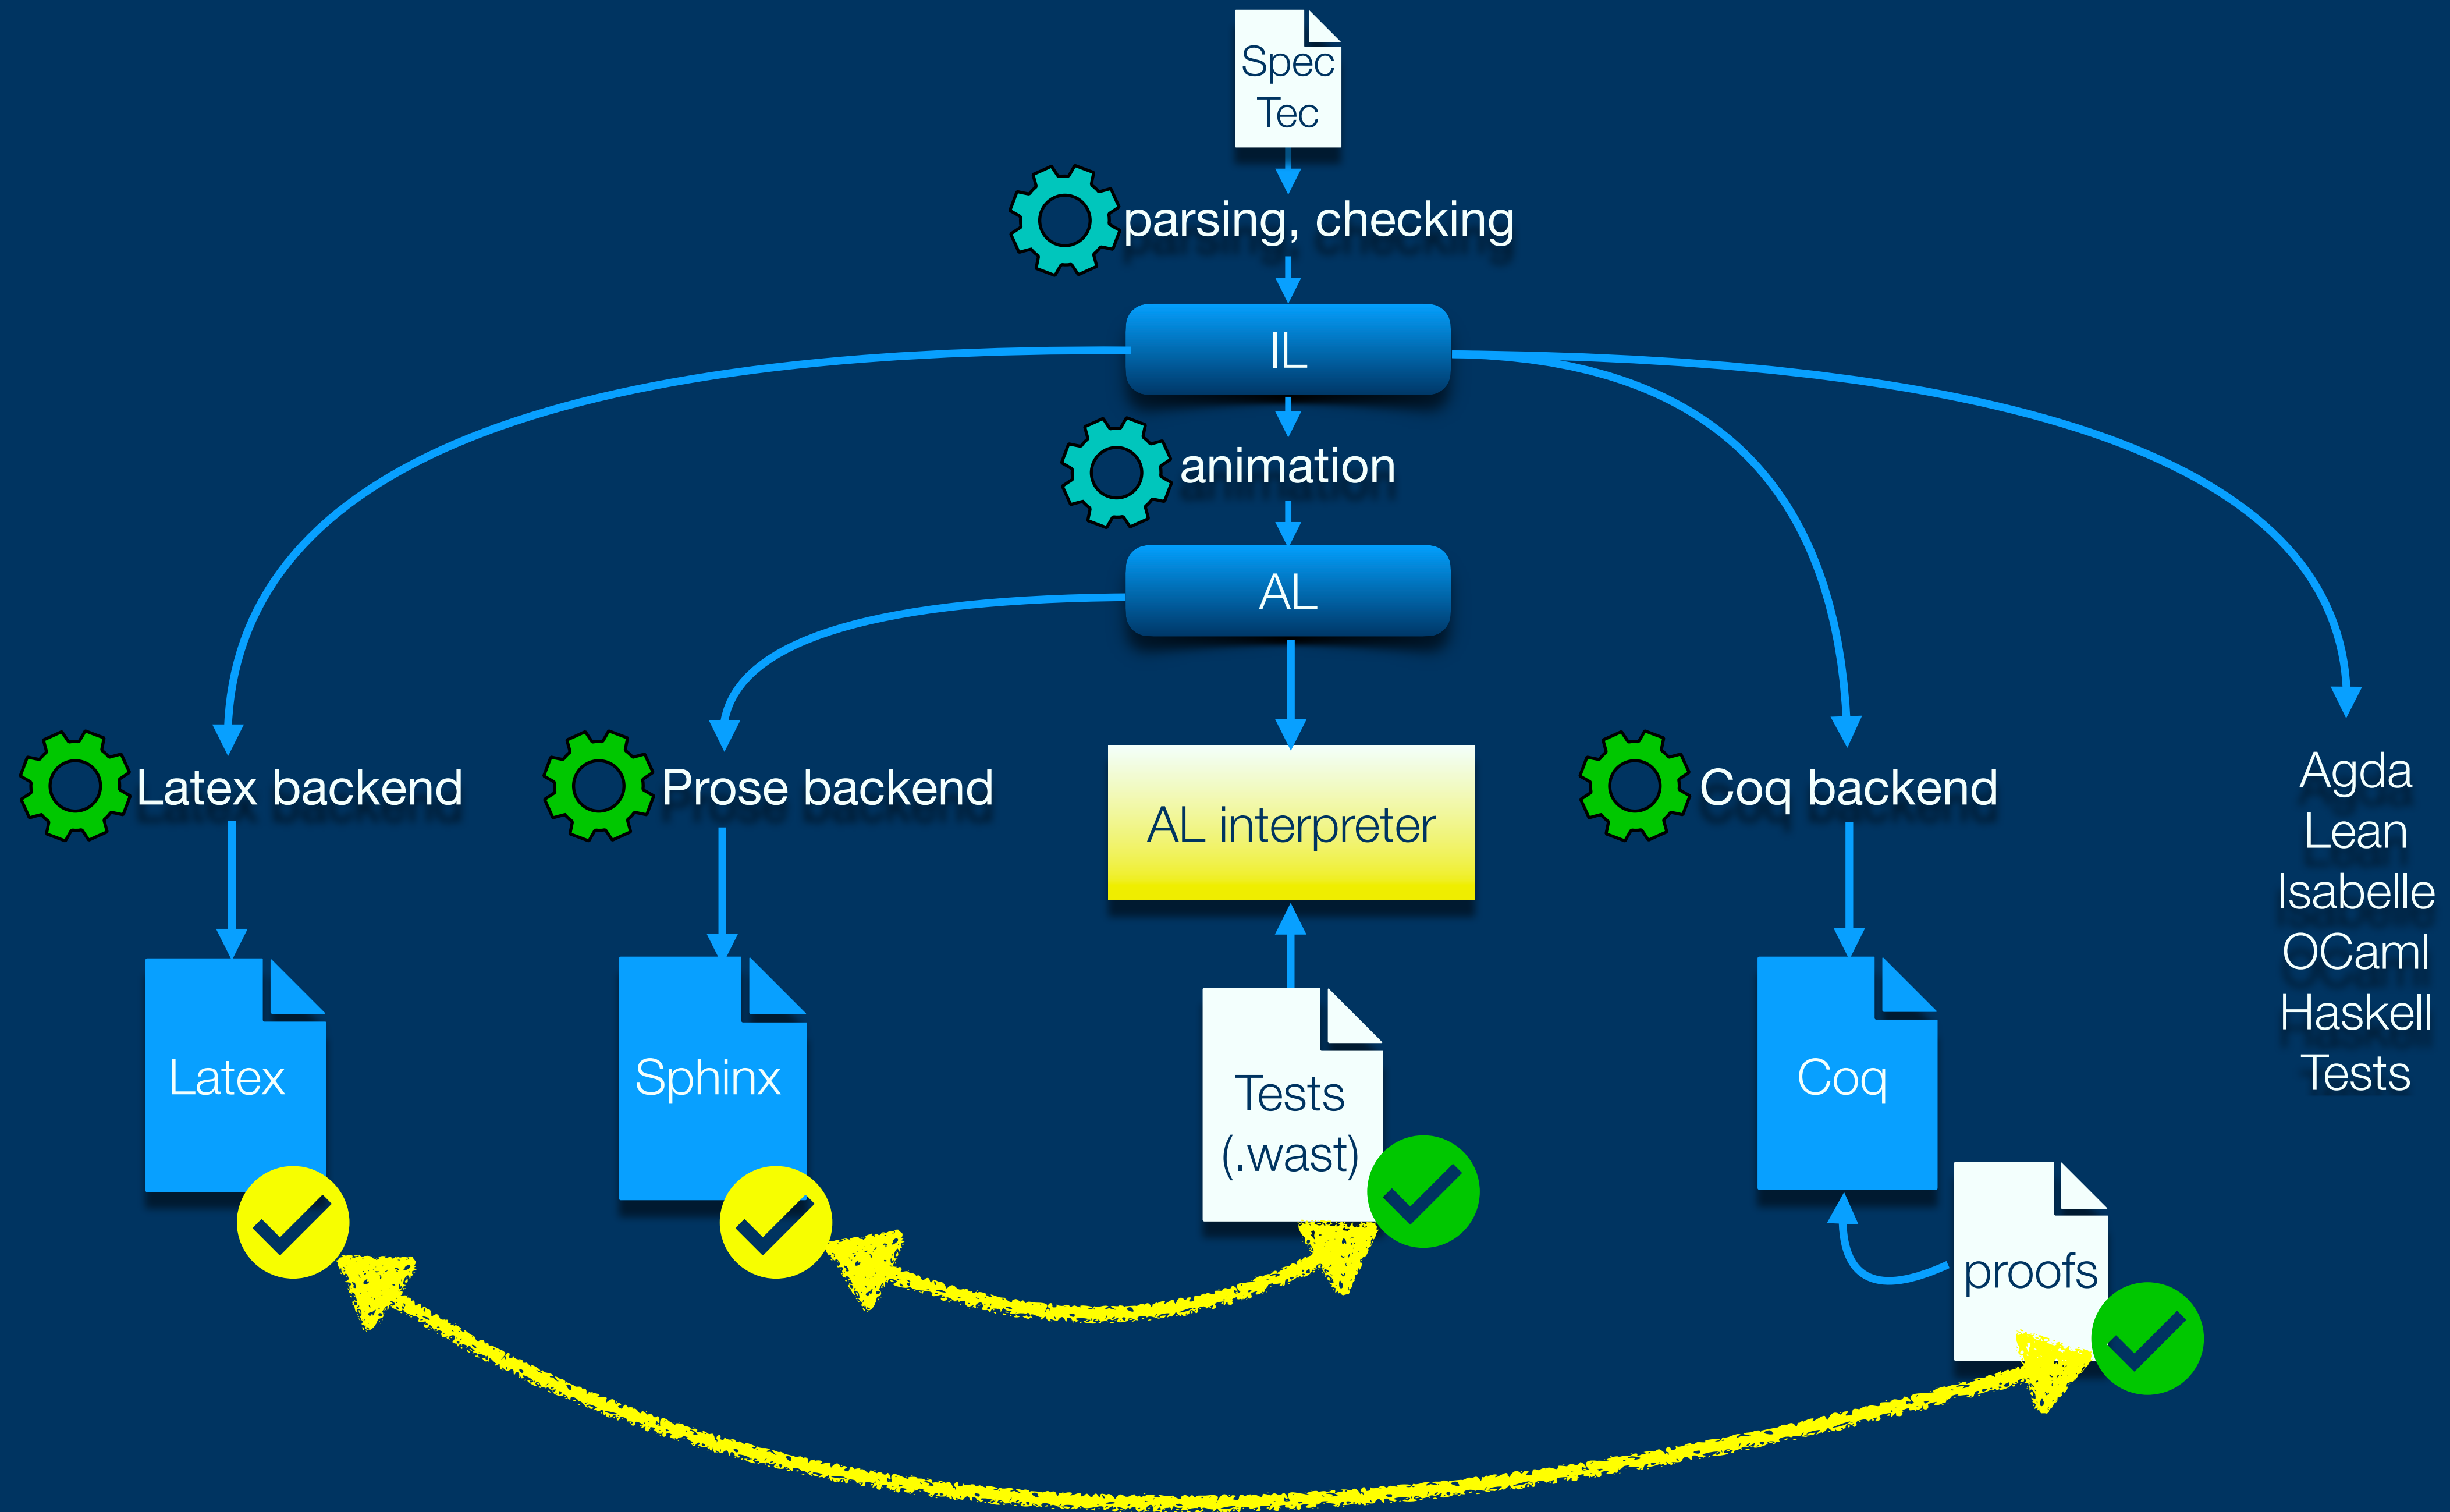 Spec
Tec
parsing, checking
IL
animation
AL
Latex backend
Prose backend
AL interpreter
Coq backend
Agda
Lean
Isabelle
OCaml
Haskell
Tests
Latex
Sphinx
Tests
(.wast)
Coq
proofs